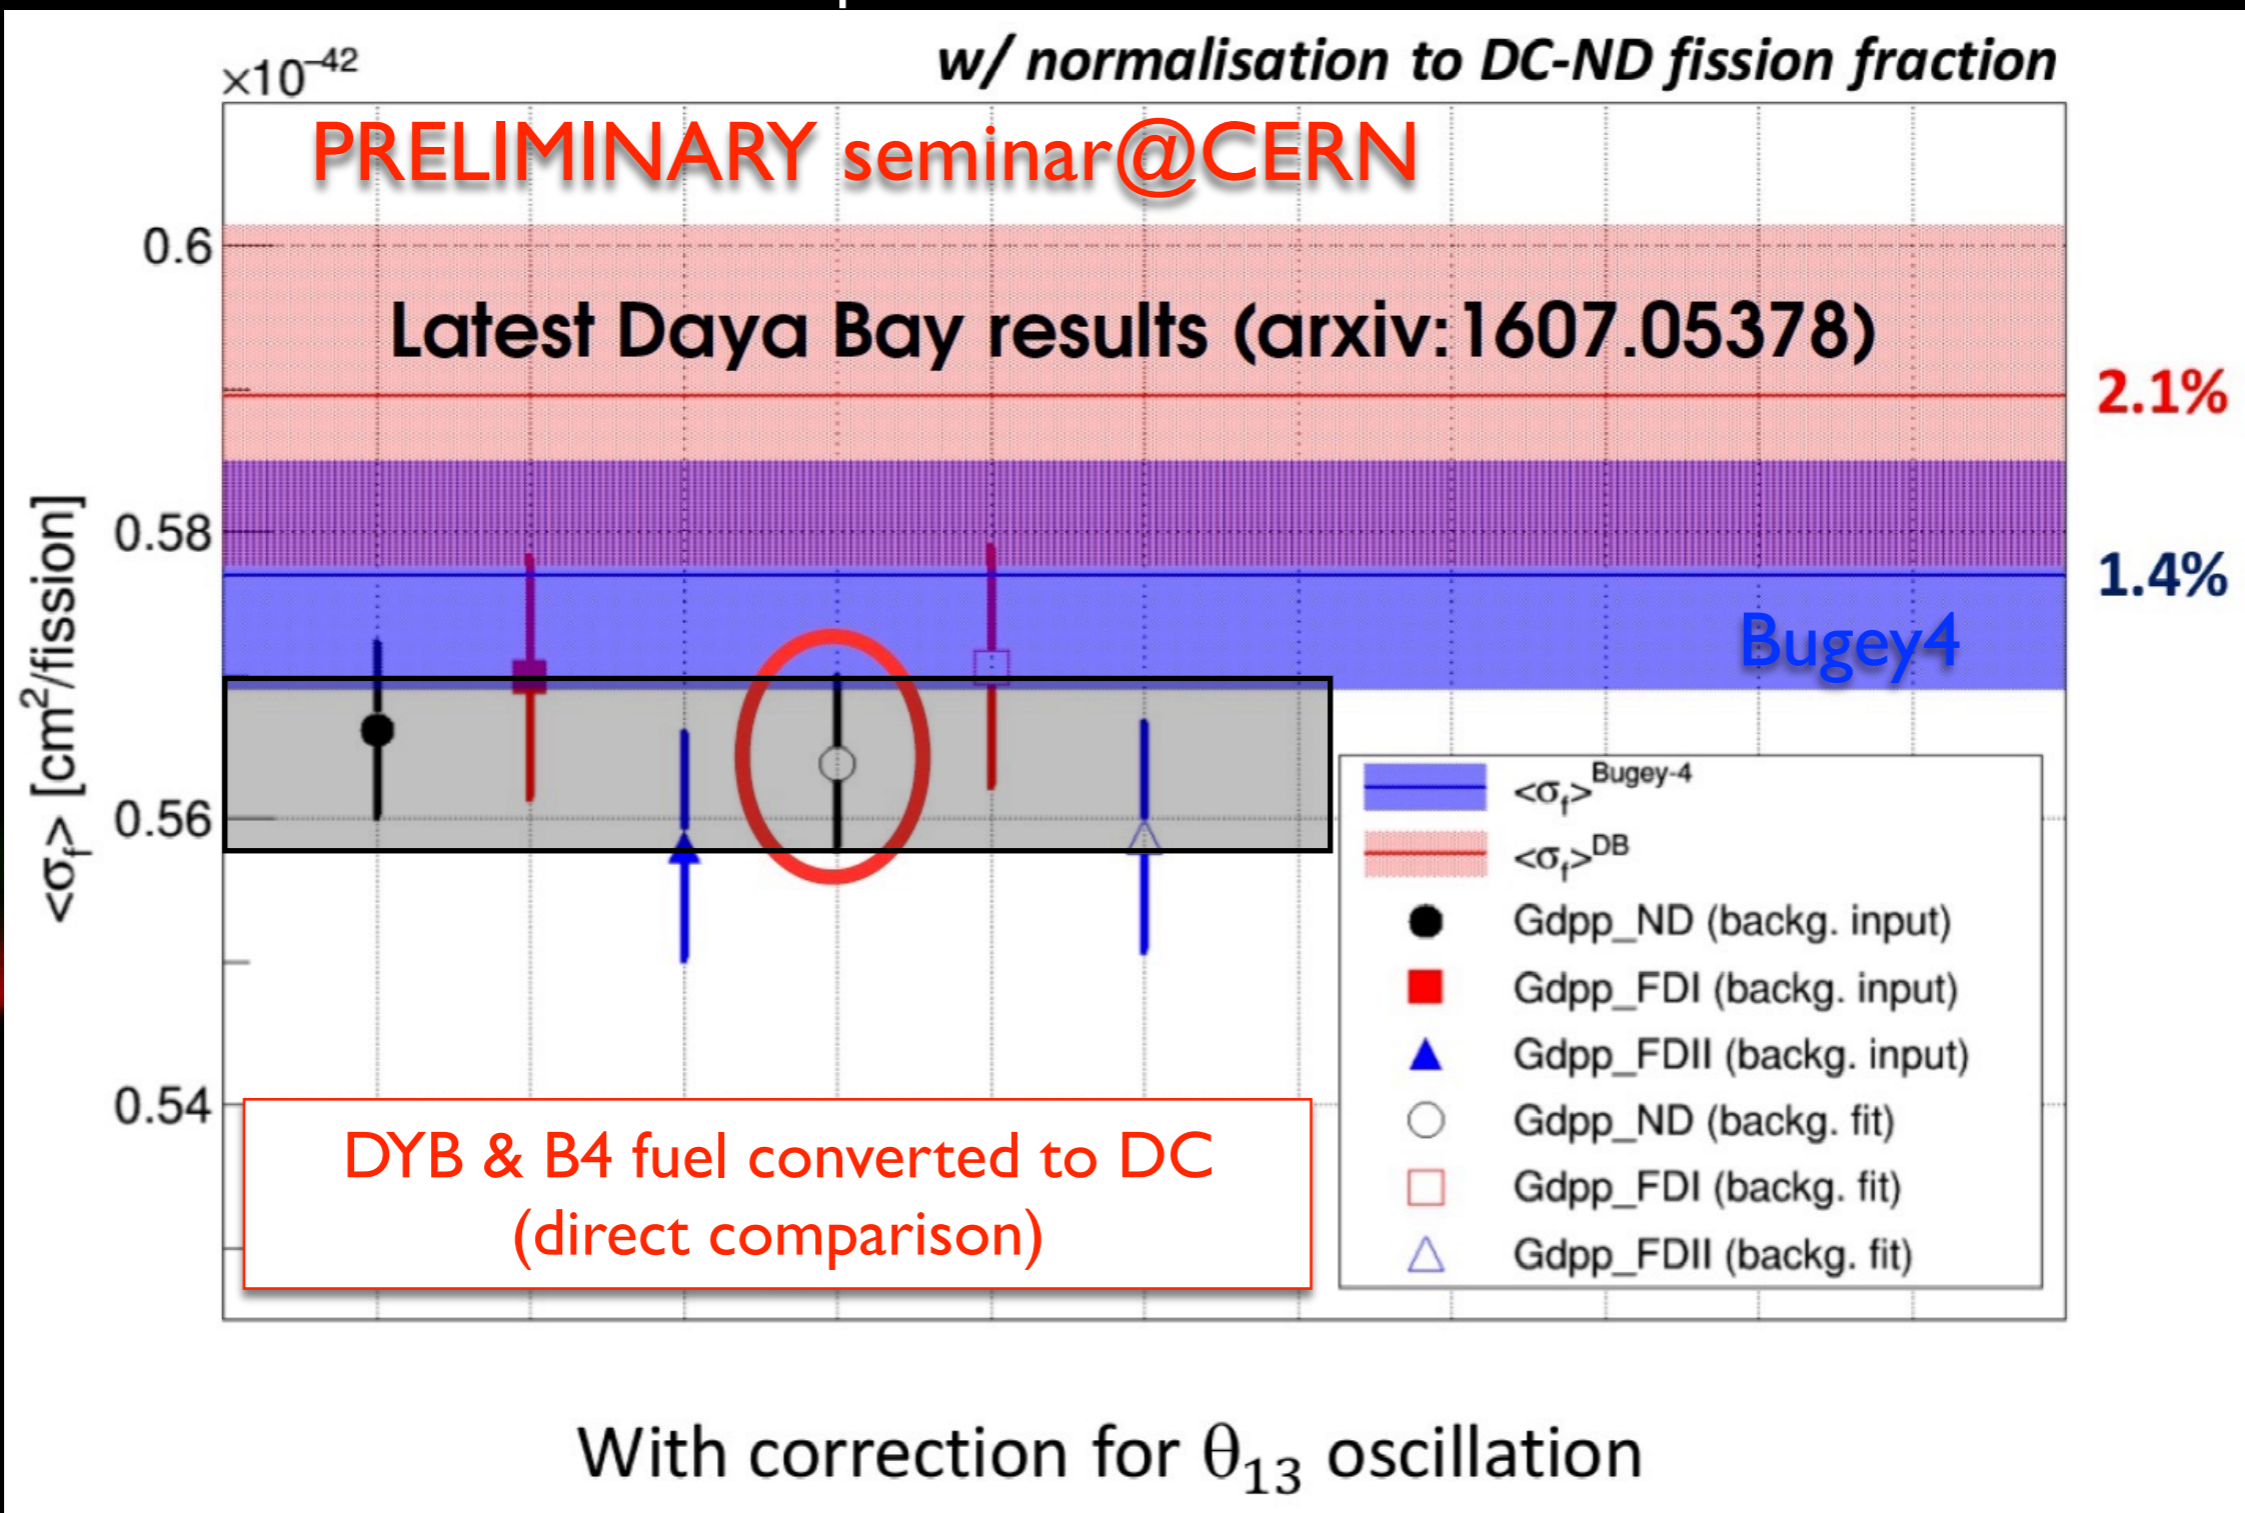 ×10⁻⁴²
w/ normalisation to DC-ND fission fraction
PRELIMINARY seminar@CERN
0.6
Latest Daya Bay results (arxiv:1607.05378)
2.1%
0.58
1.4%
Bugey4
<σf> [cm²/fission]
0.56
0.54
<σf>Bugey-4
<σf>DB
Gdpp_ND (backg. input)
Gdpp_FDI (backg. input)
Gdpp_FDII (backg. input)
Gdpp_ND (backg. fit)
Gdpp_FDI (backg. fit)
Gdpp_FDII (backg. fit)
DYB & B4 fuel converted to DC
(direct comparison)
With correction for θ₁₃ oscillation